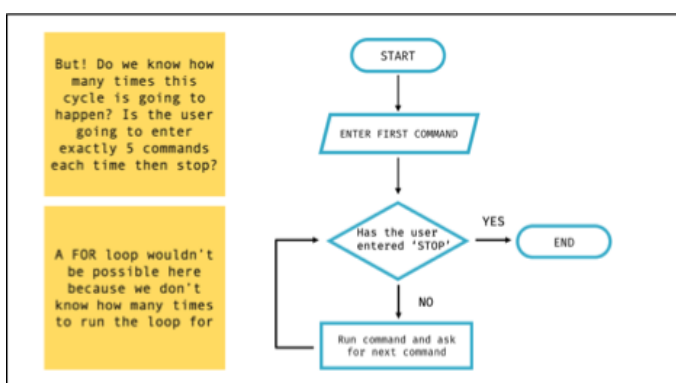 But! Do we know how
many times this
cycle is going to
happen? Is the user
going to enter
exactly 5 commands
each time then stop?
A FOR loop wouldn't
be possible here
because we don't
know how many times
to run the loop for
START
ENTER FIRST COMMAND
Has the user
entered ‘STOP’
YES
END
NO
Run command and ask
for next command